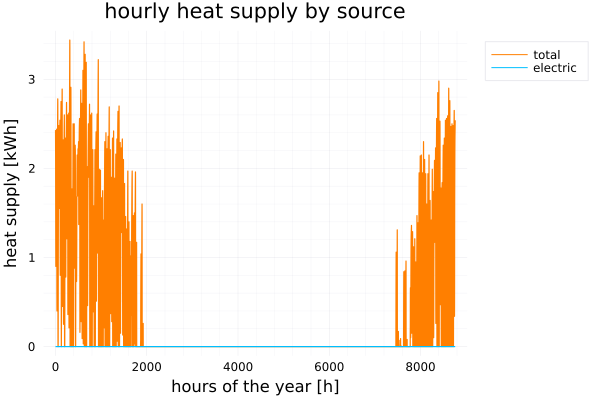 hourly heat supply by source
total
electric
heat supply [kWh]
3
2
1
0
0 2000 4000 6000 8000
hours of the year [h]